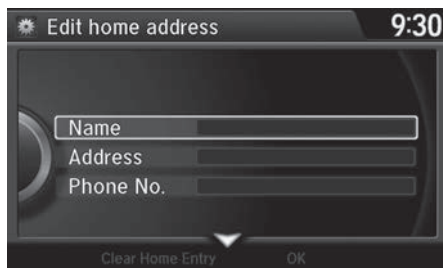 Edit home address 9:30
Name
Address
Phone No.
Clear Home Entry OK